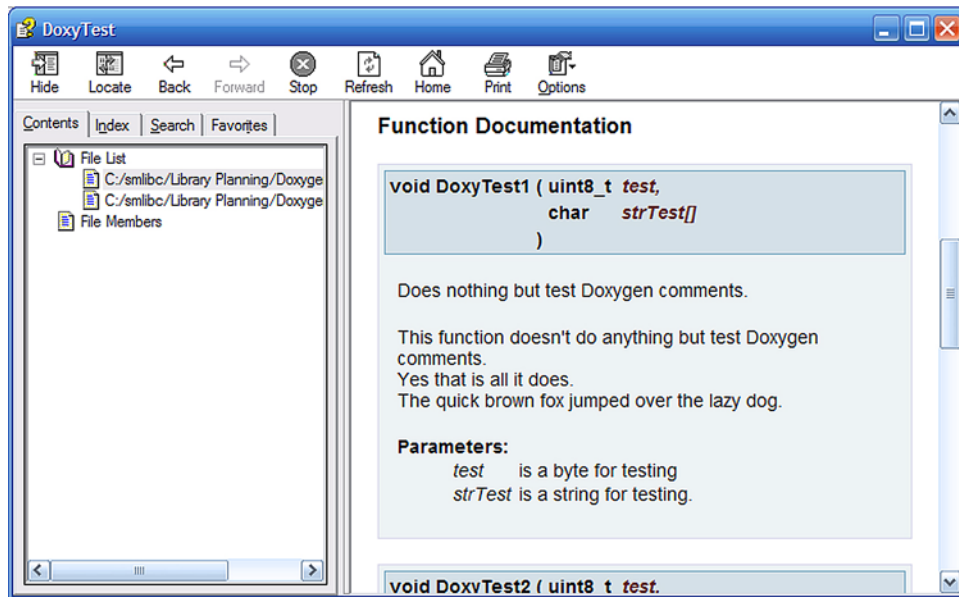 DoxyTest
Hide Locate Back Forward Stop Refresh Home Print Options
Contents Index Search Favorites
File List
C:/smlibc/Library Planning/Doxyge
C:/smlibc/Library Planning/Doxyge
File Members
Function Documentation
void DoxyTest1 ( uint8_t test,
char strTest[]
)
Does nothing but test Doxygen comments.
This function doesn't do anything but test Doxygen
comments.
Yes that is all it does.
The quick brown fox jumped over the lazy dog.
Parameters:
test is a byte for testing
strTest is a string for testing.
void DoxyTest2 ( uint8_t test,